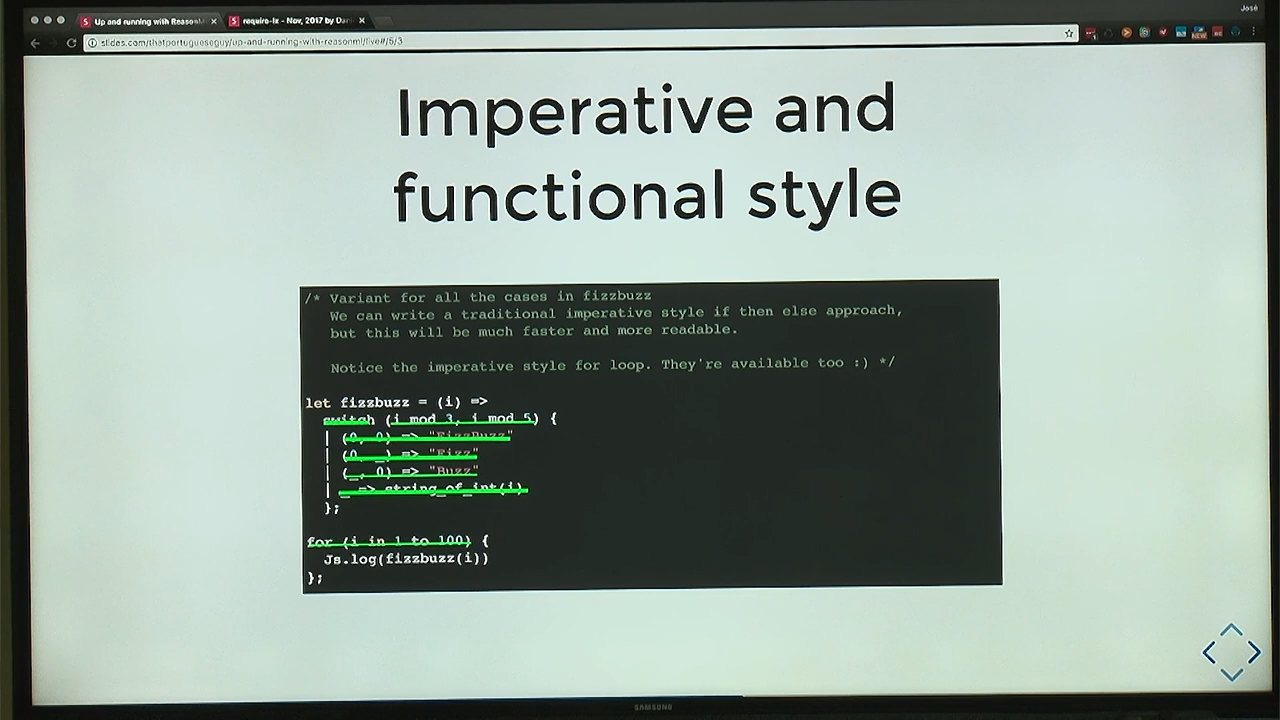 José
Up and running with ReasonM
require-lx - Nov, 2017 by Da
slides.com/thatportugueseguy/up-and-running-with-reasonml/live#/6/3
NEW
Imperative and
functional style
/* Variant for all the cases in fizzbuzz
We can write a traditional imperative style if then else approach,
but this will be much faster and more readable.
Notice the imperative style for loop. They're available too :) */
let fizzbuzz = (i) =>
switch (i mod 3, i mod 5) {
| (0, 0) => "FizzBuzz"
| (0, _) => "Fizz"
| (_, 0) => "Buzz"
| _ => string_of_int(i)
};
for (i in 1 to 100) {
Js.log(fizzbuzz(i))
};
SAMSUNG